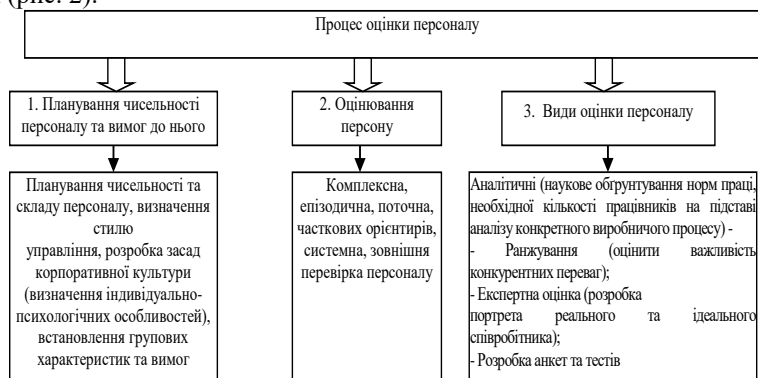 (рис. 2).
Процес оцінки персоналу
1. Планування чисельності
персоналу та вимог до нього
2. Оцінювання
персону
3. Види оцінки персоналу
Планування чисельності та
складу персоналу, визначення
стилю
управління, розробка засад
корпоративної культури
(визначення індивідуально-
психологічних особливостей),
встановлення групових
характеристик та вимог
Комплексна,
епізодична, поточна,
часткових орієнтирів,
системна, зовнішня
перевірка персоналу
Аналітичні (наукове обґрунтування норм праці,
необхідної кількості працівників на підставі
аналізу конкретного виробничого процесу) -
- Ранжування (оцінити важливість
конкурентних переваг);
- Експертна оцінка (розробка
портрета реального та ідеального
співробітника);
- Розробка анкет та тестів